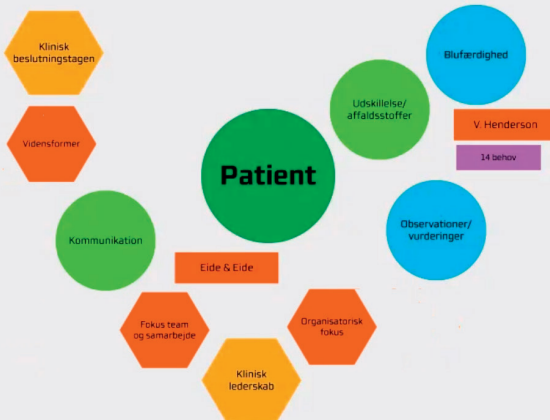 Klinisk
beslutningstagen
Blufærdighed
Udskillelse/
affaldsstoffer
V. Henderson
Vidensformer
14 behov
Patient
Observationer/
vurderinger
Kommunikation
Eide & Eide
Fokus team
og samarbejde
Organisatorisk
fokus
Klinisk
lederskab